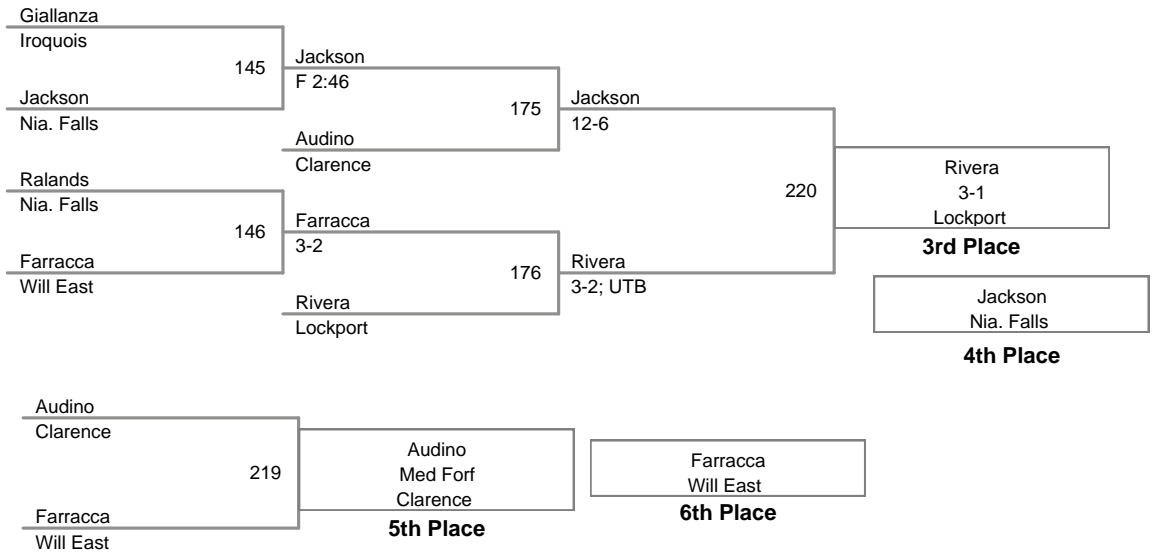 Giallanza
Iroquois
145
Jackson
F 2:46
Jackson
Nia. Falls
175
Jackson
12-6
Audino
Clarence
Ralands
Nia. Falls
146
Farracca
3-2
Farracca
Will East
176
Rivera
3-2; UTB
Rivera
Lockport
220
Rivera
3-1
Lockport
3rd Place
Jackson
Nia. Falls
4th Place
Audino
Clarence
219
Farracca
Will East
Audino
Med Forf
Clarence
5th Place
Farracca
Will East
6th Place